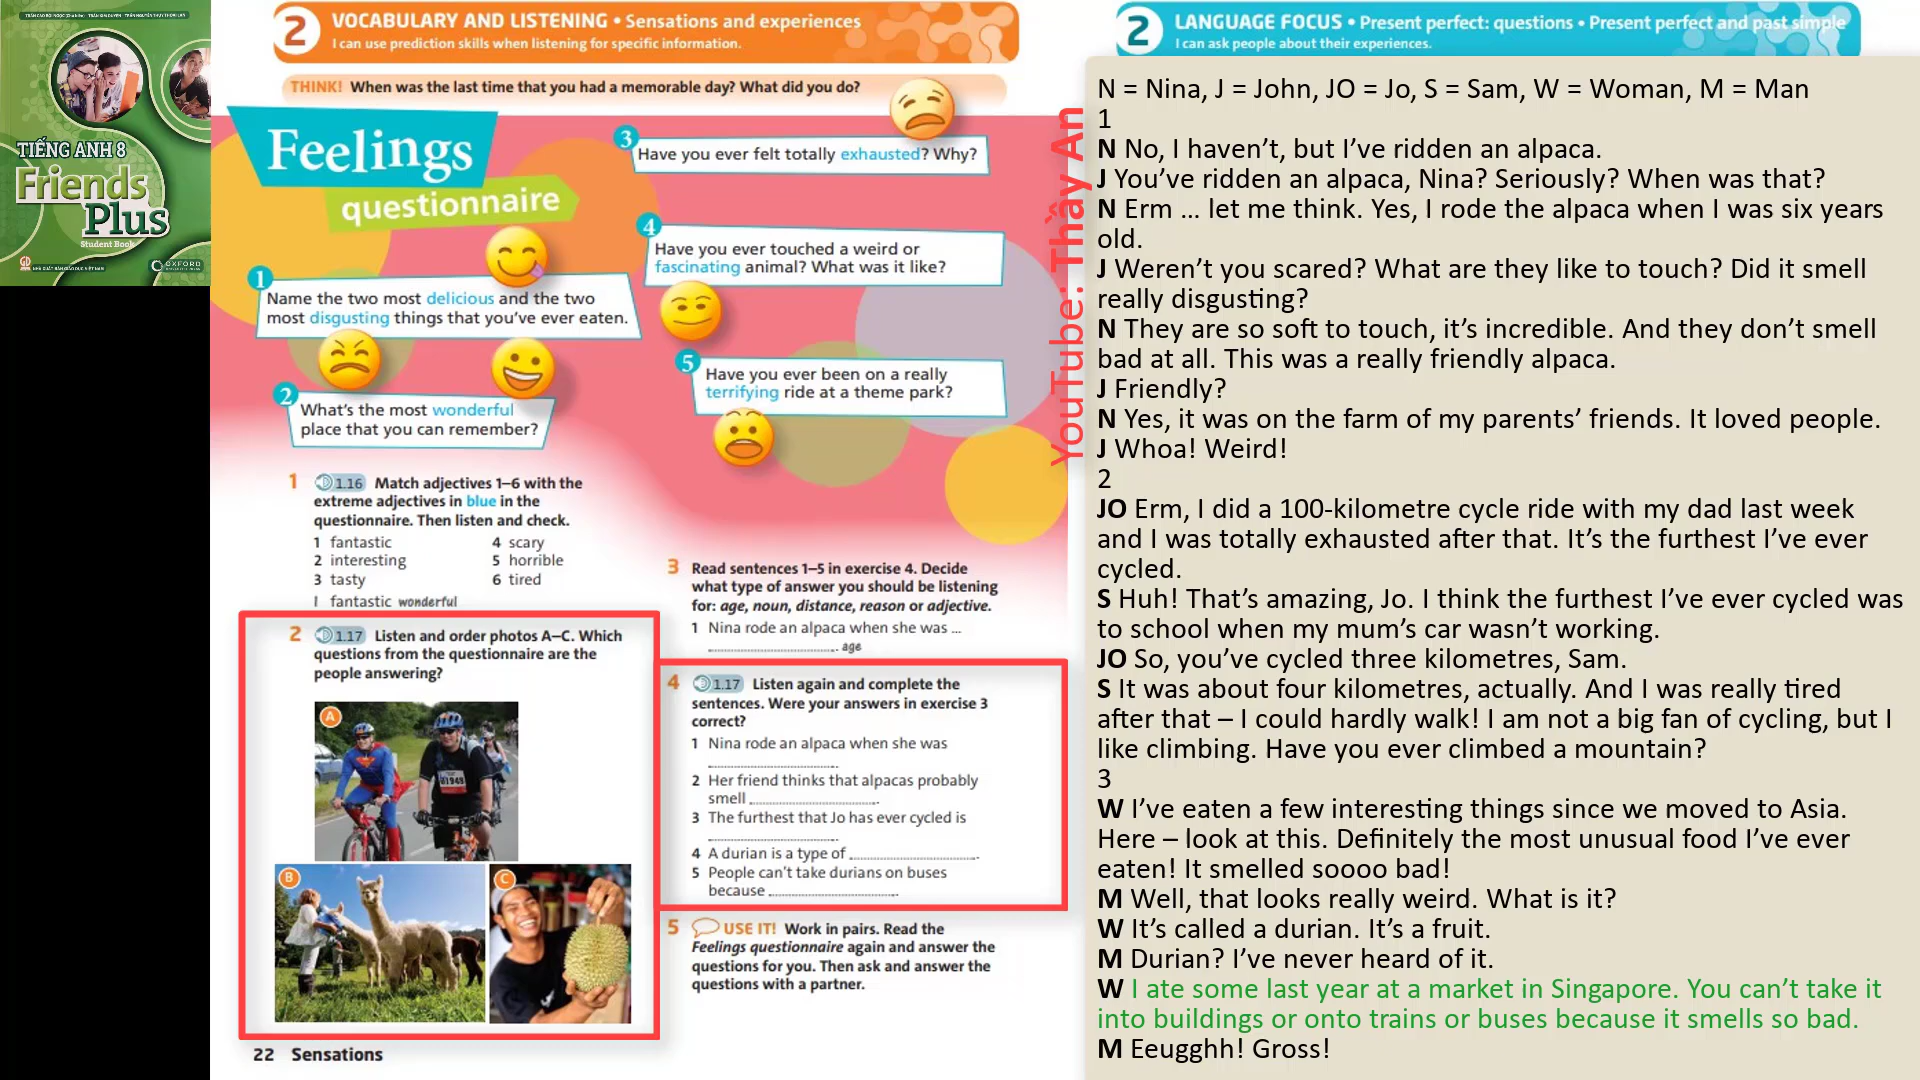 TIẾNG ANH 8
Friends
Plus
Student Book
NHÀ XUẤT BẢN GIÁO DỤC VIỆT NAM
OXFORD
2 VOCABULARY AND LISTENING • Sensations and experiences
I can use prediction skills when listening for specific information.
THINK! When was the last time that you had a memorable day? What did you do?
Feelings
questionnaire
1
Name the two most delicious and the two
most disgusting things that you've ever eaten.
2
What's the most wonderful
place that you can remember?
3
Have you ever felt totally exhausted? Why?
4
Have you ever touched a weird or
fascinating animal? What was it like?
5
Have you ever been on a really
terrifying ride at a theme park?
1 1.16 Match adjectives 1–6 with the
extreme adjectives in blue in the
questionnaire. Then listen and check.
1 fantastic 4 scary
2 interesting 5 horrible
3 tasty 6 tired
1 fantastic wonderful
2 1.17 Listen and order photos A–C. Which
questions from the questionnaire are the
people answering?
A
61948
B
C
3 Read sentences 1–5 in exercise 4. Decide
what type of answer you should be listening
for: age, noun, distance, reason or adjective.
1 Nina rode an alpaca when she was ...
age
4 1.17 Listen again and complete the
sentences. Were your answers in exercise 3
correct?
1 Nina rode an alpaca when she was
2 Her friend thinks that alpacas probably
smell
3 The furthest that Jo has ever cycled is
4 A durian is a type of
5 People can't take durians on buses
because
5 USE IT! Work in pairs. Read the
Feelings questionnaire again and answer the
questions for you. Then ask and answer the
questions with a partner.
22 Sensations
YouTube: Thầy An
2 LANGUAGE FOCUS • Present perfect: questions • Present perfect and past simple
I can ask people about their experiences.
N = Nina, J = John, JO = Jo, S = Sam, W = Woman, M = Man
1
N No, I haven't, but I've ridden an alpaca.
J You've ridden an alpaca, Nina? Seriously? When was that?
N Erm ... let me think. Yes, I rode the alpaca when I was six years
old.
J Weren't you scared? What are they like to touch? Did it smell
really disgusting?
N They are so soft to touch, it's incredible. And they don't smell
bad at all. This was a really friendly alpaca.
J Friendly?
N Yes, it was on the farm of my parents' friends. It loved people.
J Whoa! Weird!
2
JO Erm, I did a 100-kilometre cycle ride with my dad last week
and I was totally exhausted after that. It's the furthest I've ever
cycled.
S Huh! That's amazing, Jo. I think the furthest I've ever cycled was
to school when my mum's car wasn't working.
JO So, you've cycled three kilometres, Sam.
S It was about four kilometres, actually. And I was really tired
after that – I could hardly walk! I am not a big fan of cycling, but I
like climbing. Have you ever climbed a mountain?
3
W I've eaten a few interesting things since we moved to Asia.
Here – look at this. Definitely the most unusual food I've ever
eaten! It smelled soooo bad!
M Well, that looks really weird. What is it?
W It's called a durian. It's a fruit.
M Durian? I've never heard of it.
W I ate some last year at a market in Singapore. You can't take it
into buildings or onto trains or buses because it smells so bad.
M Eeugghh! Gross!